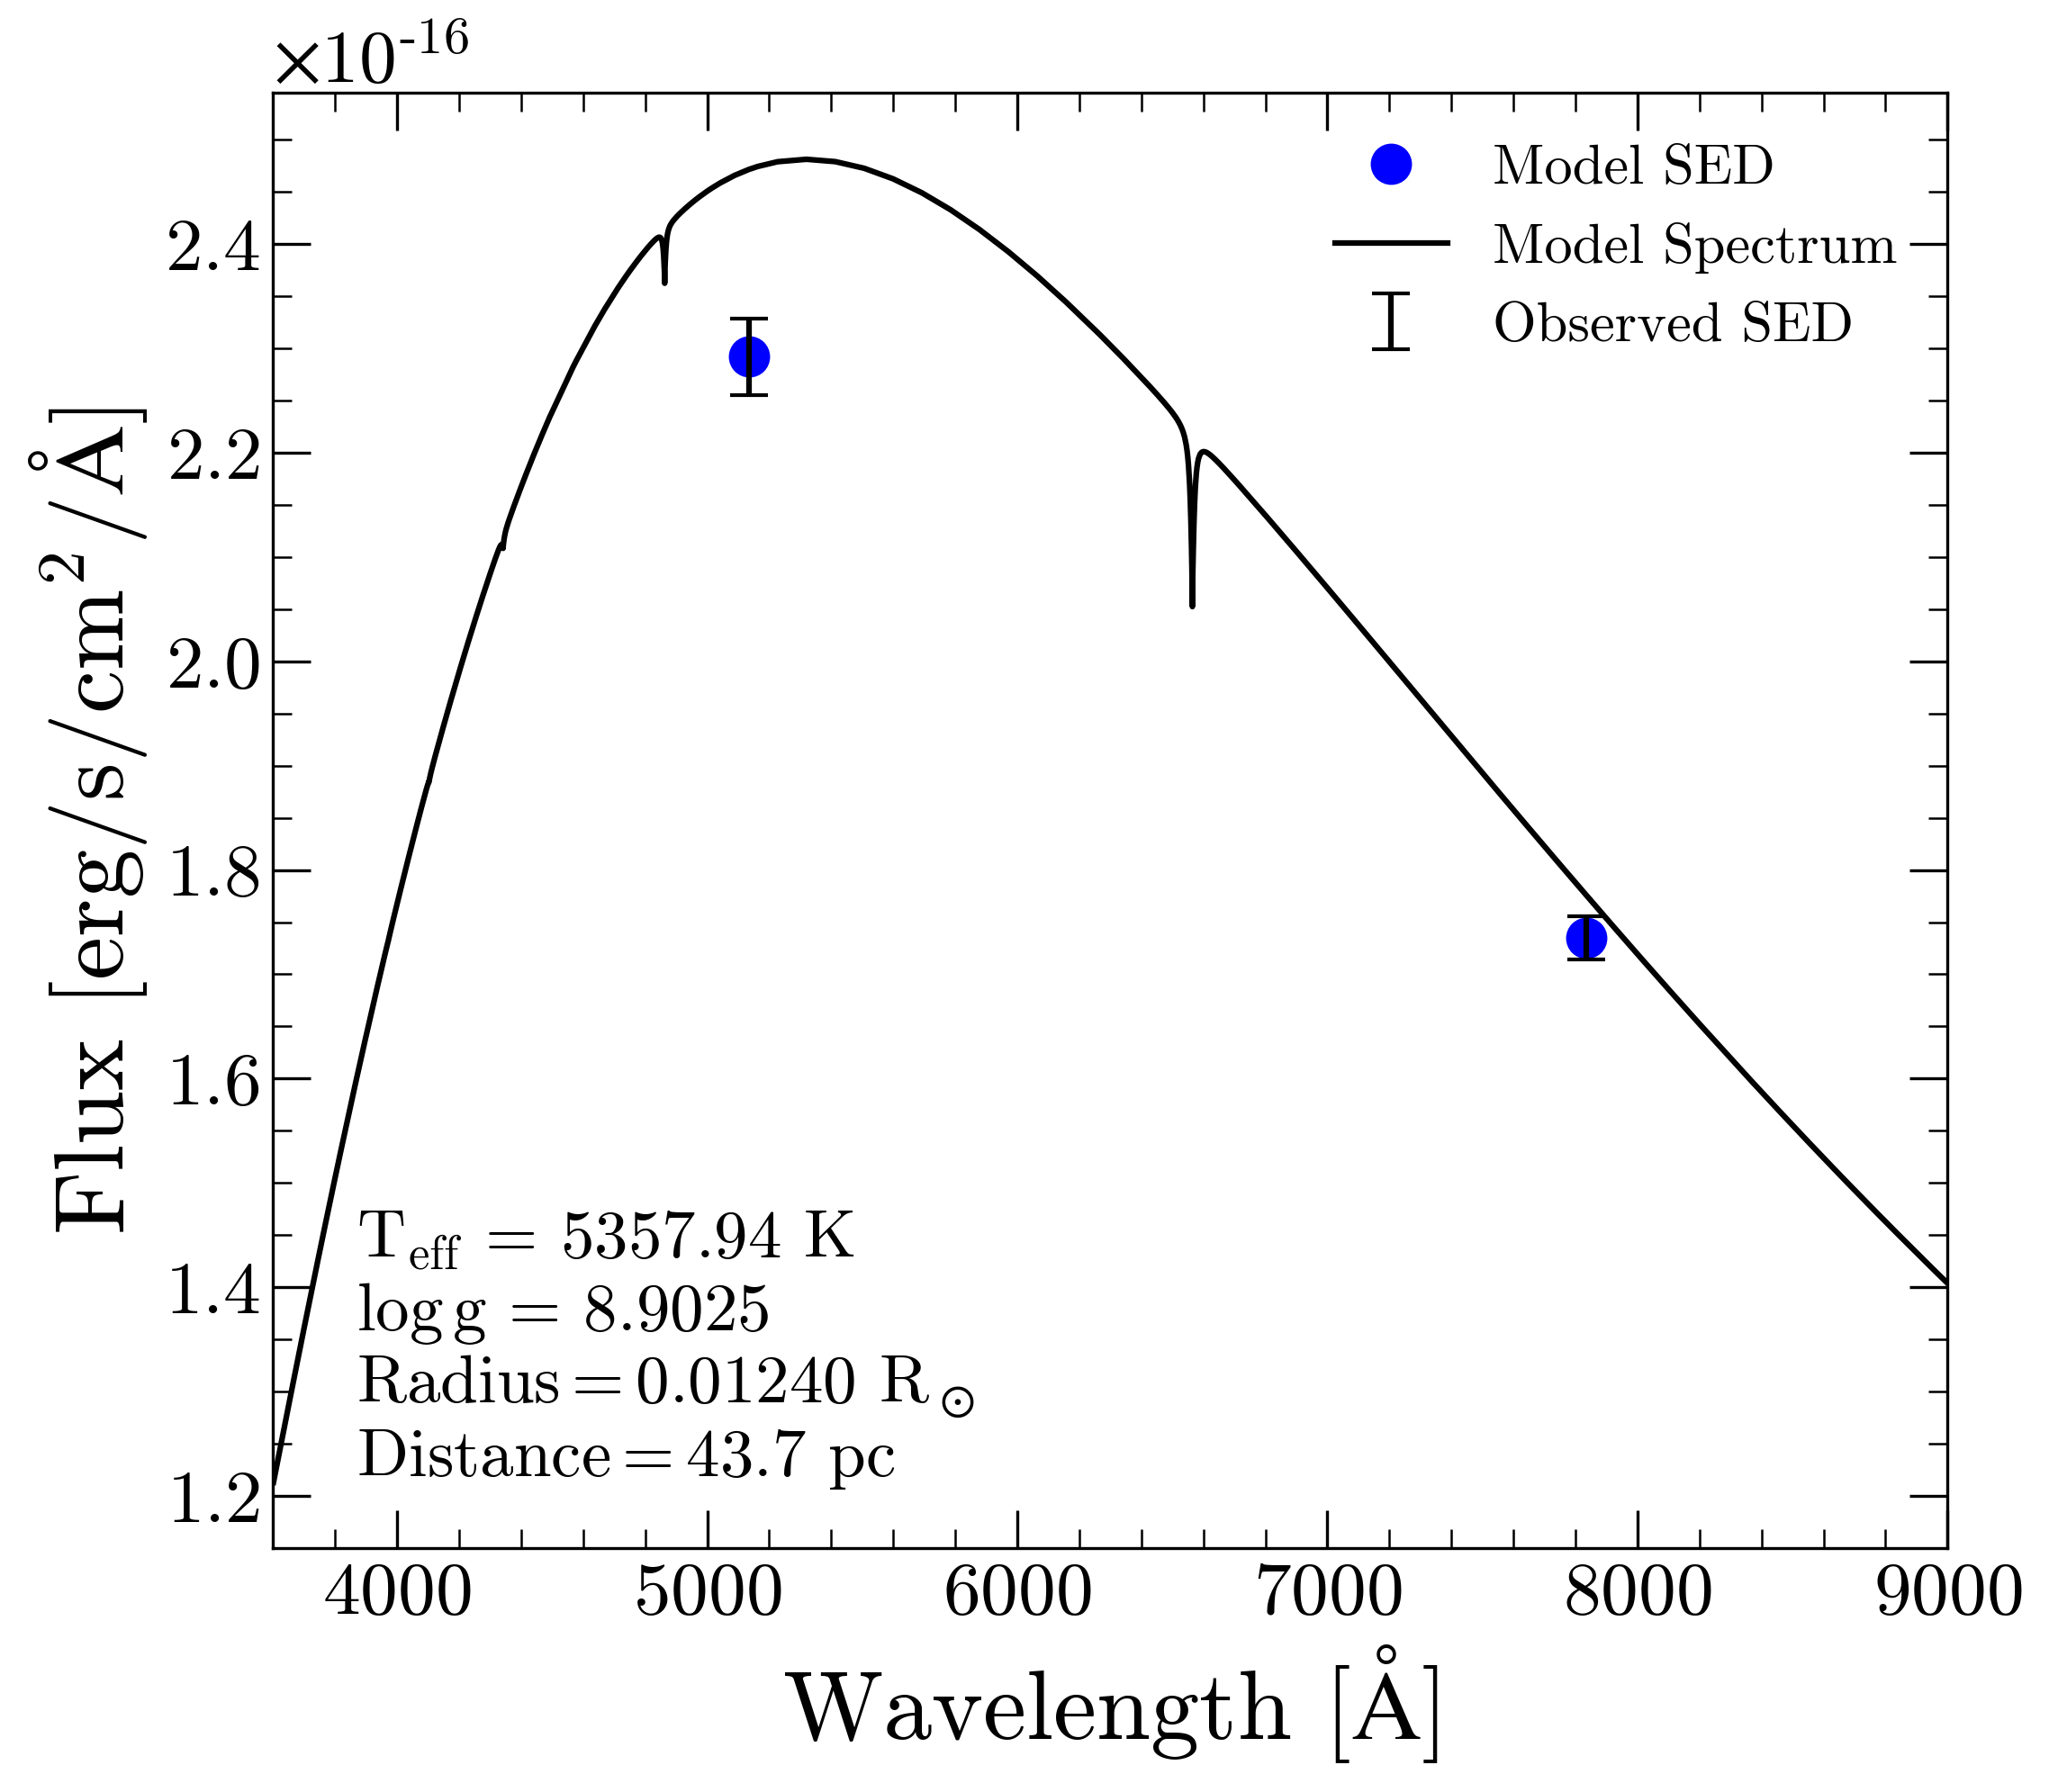 ×10⁻¹⁶
Model SED
Model Spectrum
Observed SED
2.4
2.2
2.0
1.8
1.6
1.4
1.2
Flux [erg/s/cm²/Å]
T_eff = 5357.94 K
log g = 8.9025
Radius = 0.01240 R_⊙
Distance = 43.7 pc
4000 5000 6000 7000 8000 9000
Wavelength [Å]